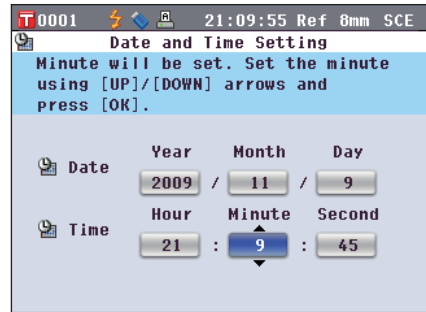 T0001 A 21:09:55 Ref 8mm SCE
Date and Time Setting
Minute will be set. Set the minute
using [UP]/[DOWN] arrows and
press [OK].
Year Month Day
Date 2009 / 11 / 9
Hour Minute Second
Time 21 : 9 : 45